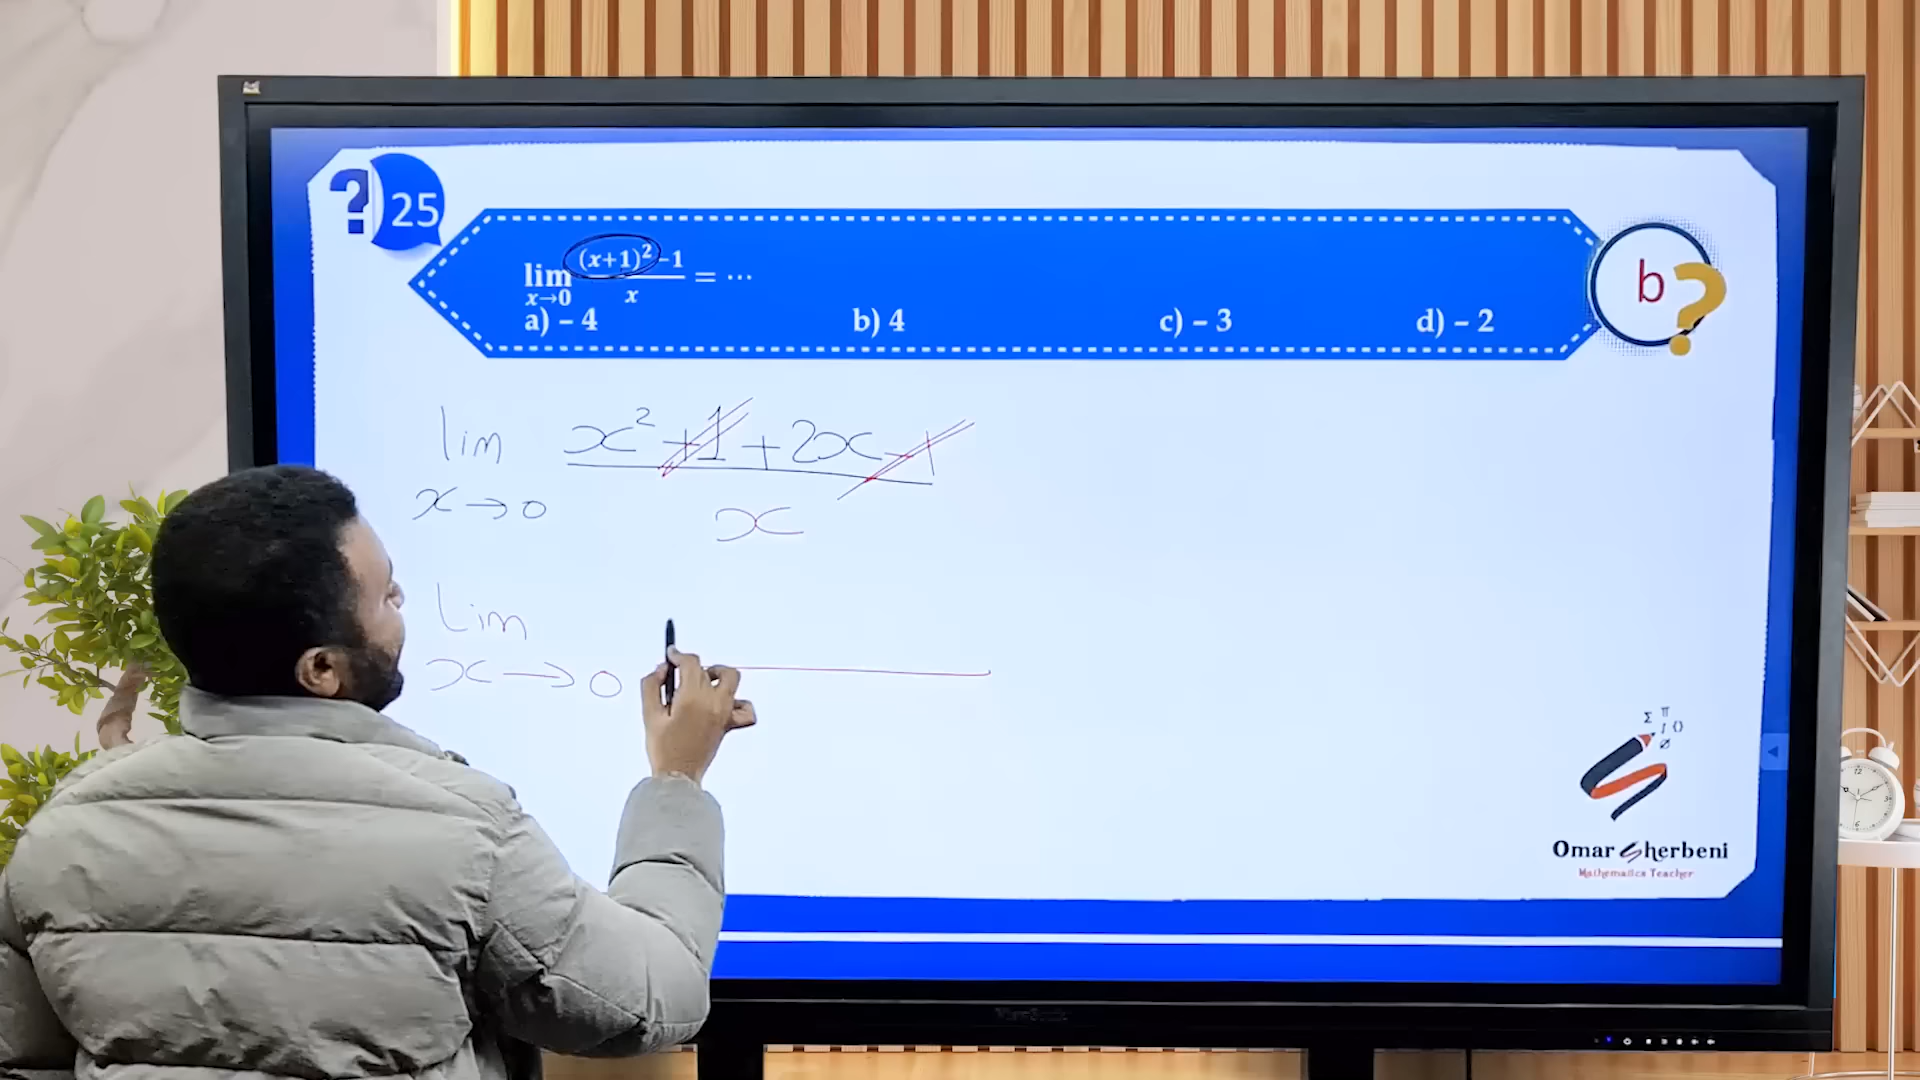 ? 25
lim x→0 (x+1)²-1 / x = ...
a) – 4 b) 4 c) – 3 d) – 2
b ?
lim x² +1 + 2x -1
x→0 x
Lim
x→0
Σ π
Omar Sherbeni
Mathematics Teacher
ViewSonic